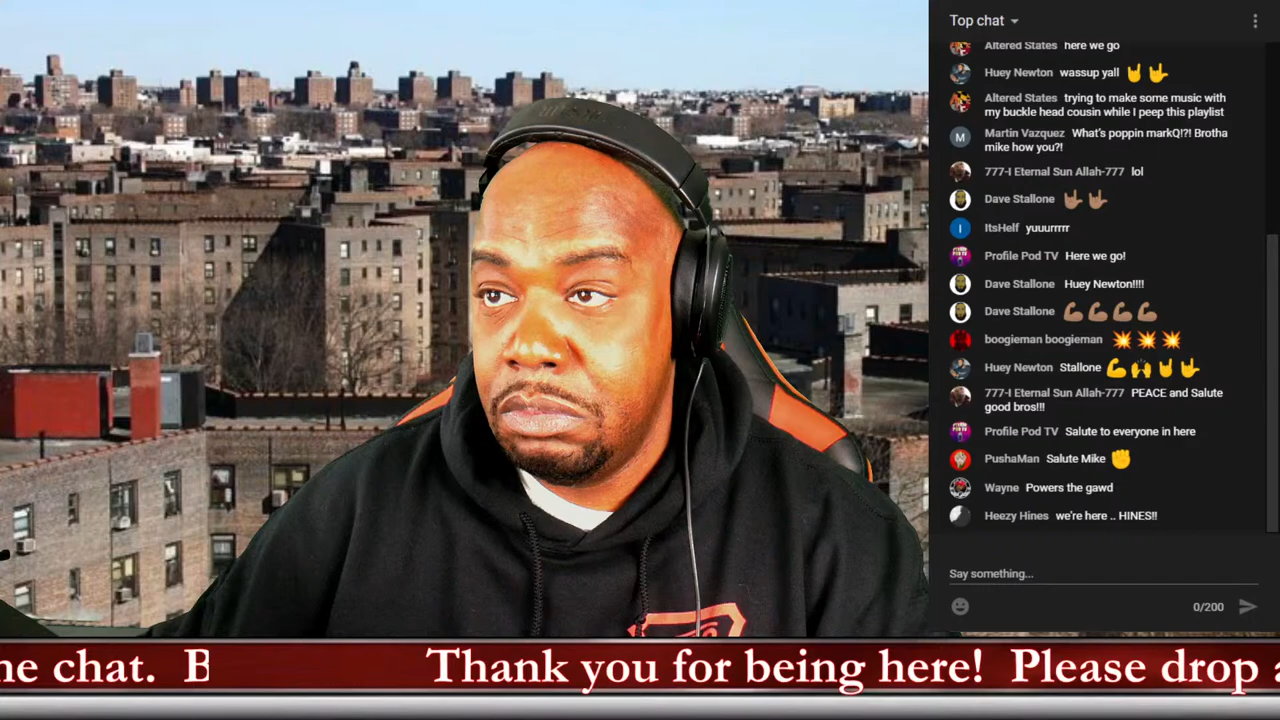 Top chat
Altered States here we go
Huey Newton wassup yall 🤘 🤟
Altered States trying to make some music with
my buckle head cousin while I peep this playlist
M
Martin Vazquez What's poppin markQ!?! Brotha
mike how you?!
777-I Eternal Sun Allah-777 lol
Dave Stallone 🤟🏽 🤟🏽
I
ItsHelf yuuurrrrr
Profile Pod TV Here we go!
Dave Stallone Huey Newton!!!!
Dave Stallone 💪🏽 💪🏽 💪🏽 💪🏽
boogieman boogieman 💥 💥 💥
Huey Newton Stallone 💪 🙌 🤘 🤟
777-I Eternal Sun Allah-777 PEACE and Salute
good bros!!!
Profile Pod TV Salute to everyone in here
PushaMan Salute Mike ✊
Wayne Powers the gawd
Heezy Hines we're here .. HINES!!
Say something...
0/200
ne chat. B
Thank you for being here! Please drop a